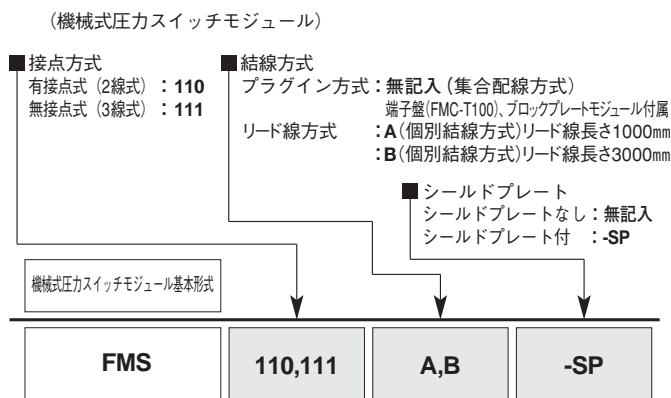 （機械式圧力スイッチモジュール）
■接点方式
有接点式（2線式）：110
無接点式（3線式）：111
■結線方式
プラグイン方式：無記入（集合配線方式）
端子盤(FMC-T100)、ブロックプレートモジュール付属
リード線方式　：A（個別結線方式）リード線長さ1000mm
：B（個別結線方式）リード線長さ3000mm
■シールドプレート
シールドプレートなし：無記入
シールドプレート付　：-SP
機械式圧力スイッチモジュール基本形式
FMS　110,111　A,B　-SP